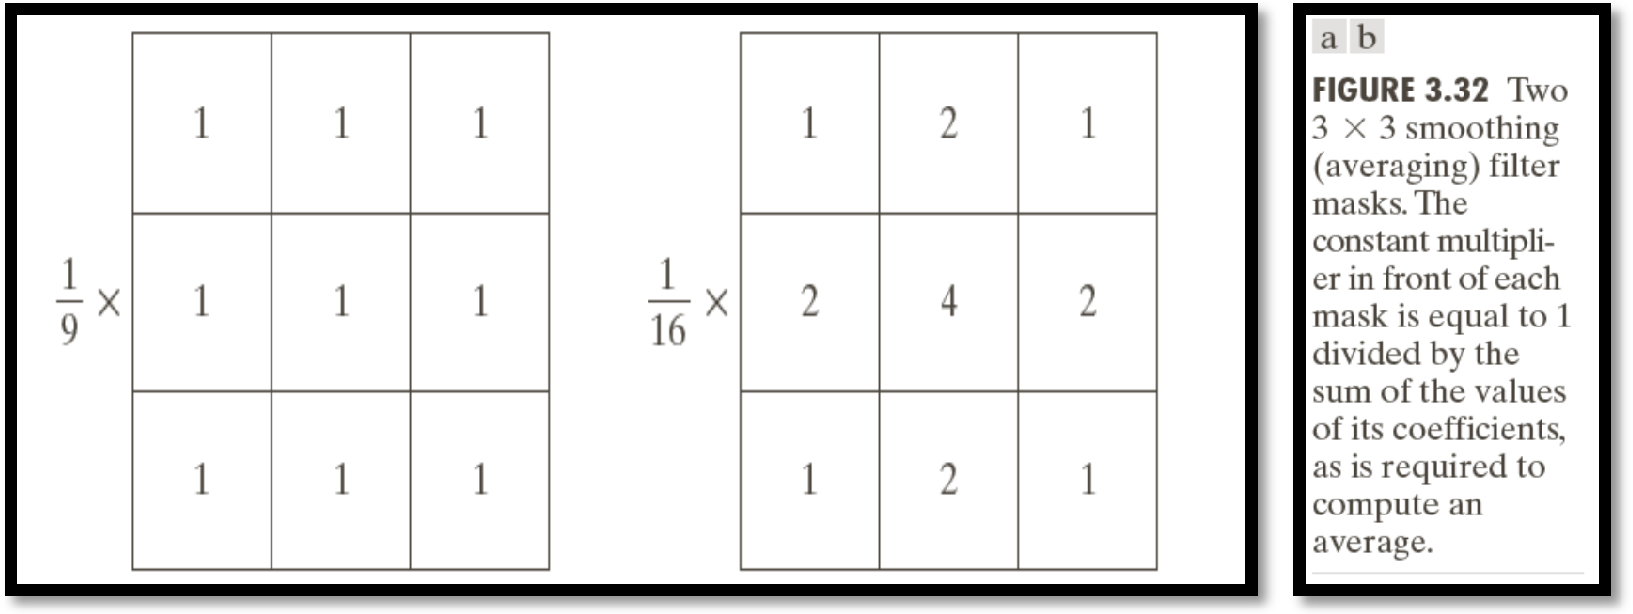 1 1 1
1/9 × 1 1 1
1 1 1
1 2 1
1/16 × 2 4 2
1 2 1
a b
FIGURE 3.32 Two
3 × 3 smoothing
(averaging) filter
masks. The
constant multipli-
er in front of each
mask is equal to 1
divided by the
sum of the values
of its coefficients,
as is required to
compute an
average.